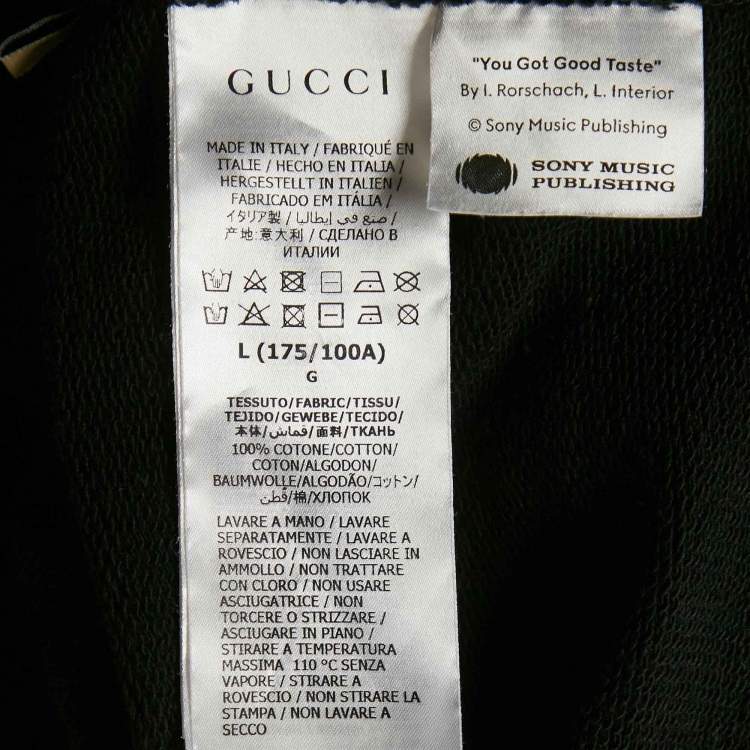 GUCCI
MADE IN ITALY / FABRIQUÉ EN
ITALIE / HECHO EN ITALIA /
HERGESTELLT IN ITALIEN /
FABRICADO EM ITÁLIA /
イタリア製 / صنع في إيطاليا /
产地:意大利 / СДЕЛАНО В
ИТАЛИИ
L (175/100A)
G
TESSUTO/FABRIC/TISSU/
TEJIDO/GEWEBE/TECIDO/
本体/قماش/面料/ТКАНЬ
100% COTONE/COTTON/
COTON/ALGODON/
BAUMWOLLE/ALGODÃO/コットン/
قطن/棉/ХЛОПОК
LAVARE A MANO / LAVARE
SEPARATAMENTE / LAVARE A
ROVESCIO / NON LASCIARE IN
AMMOLLO / NON TRATTARE
CON CLORO / NON USARE
ASCIUGATRICE / NON
TORCERE O STRIZZARE /
ASCIUGARE IN PIANO /
STIRARE A TEMPERATURA
MASSIMA 110 °C SENZA
VAPORE / STIRARE A
ROVESCIO / NON STIRARE LA
STAMPA / NON LAVARE A
SECCO
"You Got Good Taste"
By I. Rorschach, L. Interior
© Sony Music Publishing
SONY MUSIC
PUBLISHING